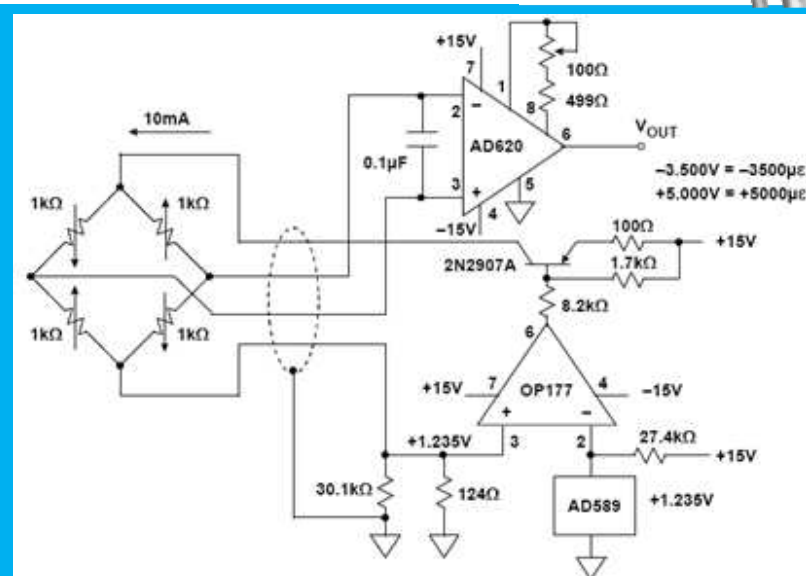 +15V
7
1
100Ω
499Ω
8
10mA
2
−
AD620
6
VOUT
0.1μF
−3.500V = −3500με
+5.000V = +5000με
3
+
5
4
−15V
1kΩ
1kΩ
1kΩ
1kΩ
100Ω
+15V
2N2907A
1.7kΩ
8.2kΩ
6
+15V
7
OP177
4
−15V
+
−
+1.235V
3
2
27.4kΩ
+15V
30.1kΩ
124Ω
AD589
+1.235V